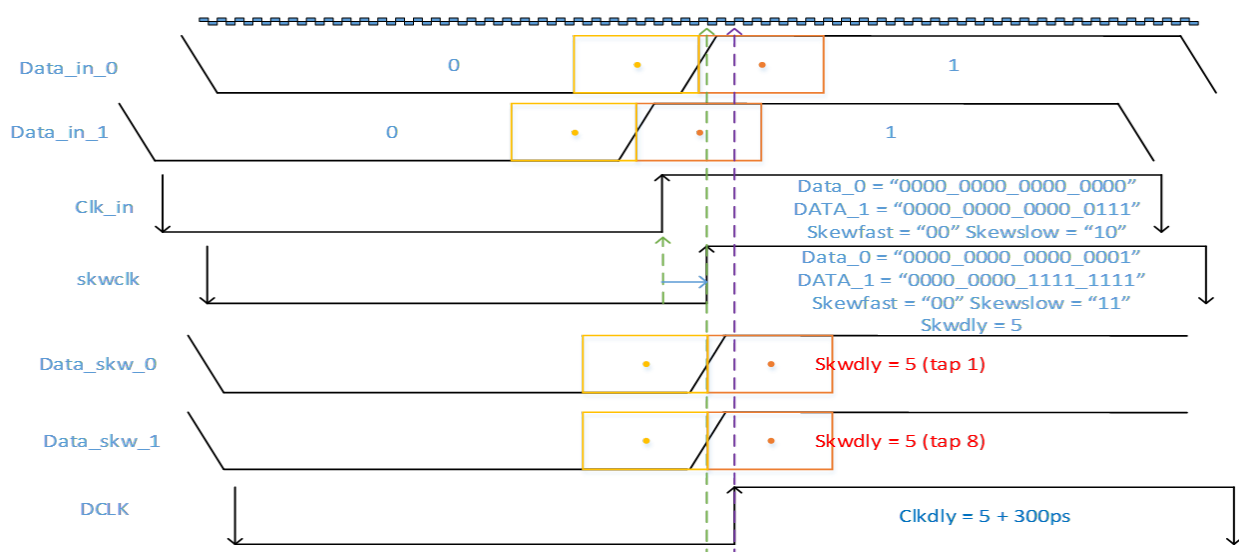 Data_in_0
0
1
Data_in_1
0
1
Clk_in
Data_0 = “0000_0000_0000_0000”
DATA_1 = “0000_0000_0000_0111”
Skewfast = “00” Skewslow = “10”
skwclk
Data_0 = “0000_0000_0000_0001”
DATA_1 = “0000_0000_1111_1111”
Skewfast = “00” Skewslow = “11”
Skwdly = 5
Data_skw_0
Skwdly = 5 (tap 1)
Data_skw_1
Skwdly = 5 (tap 8)
DCLK
Clkdly = 5 + 300ps